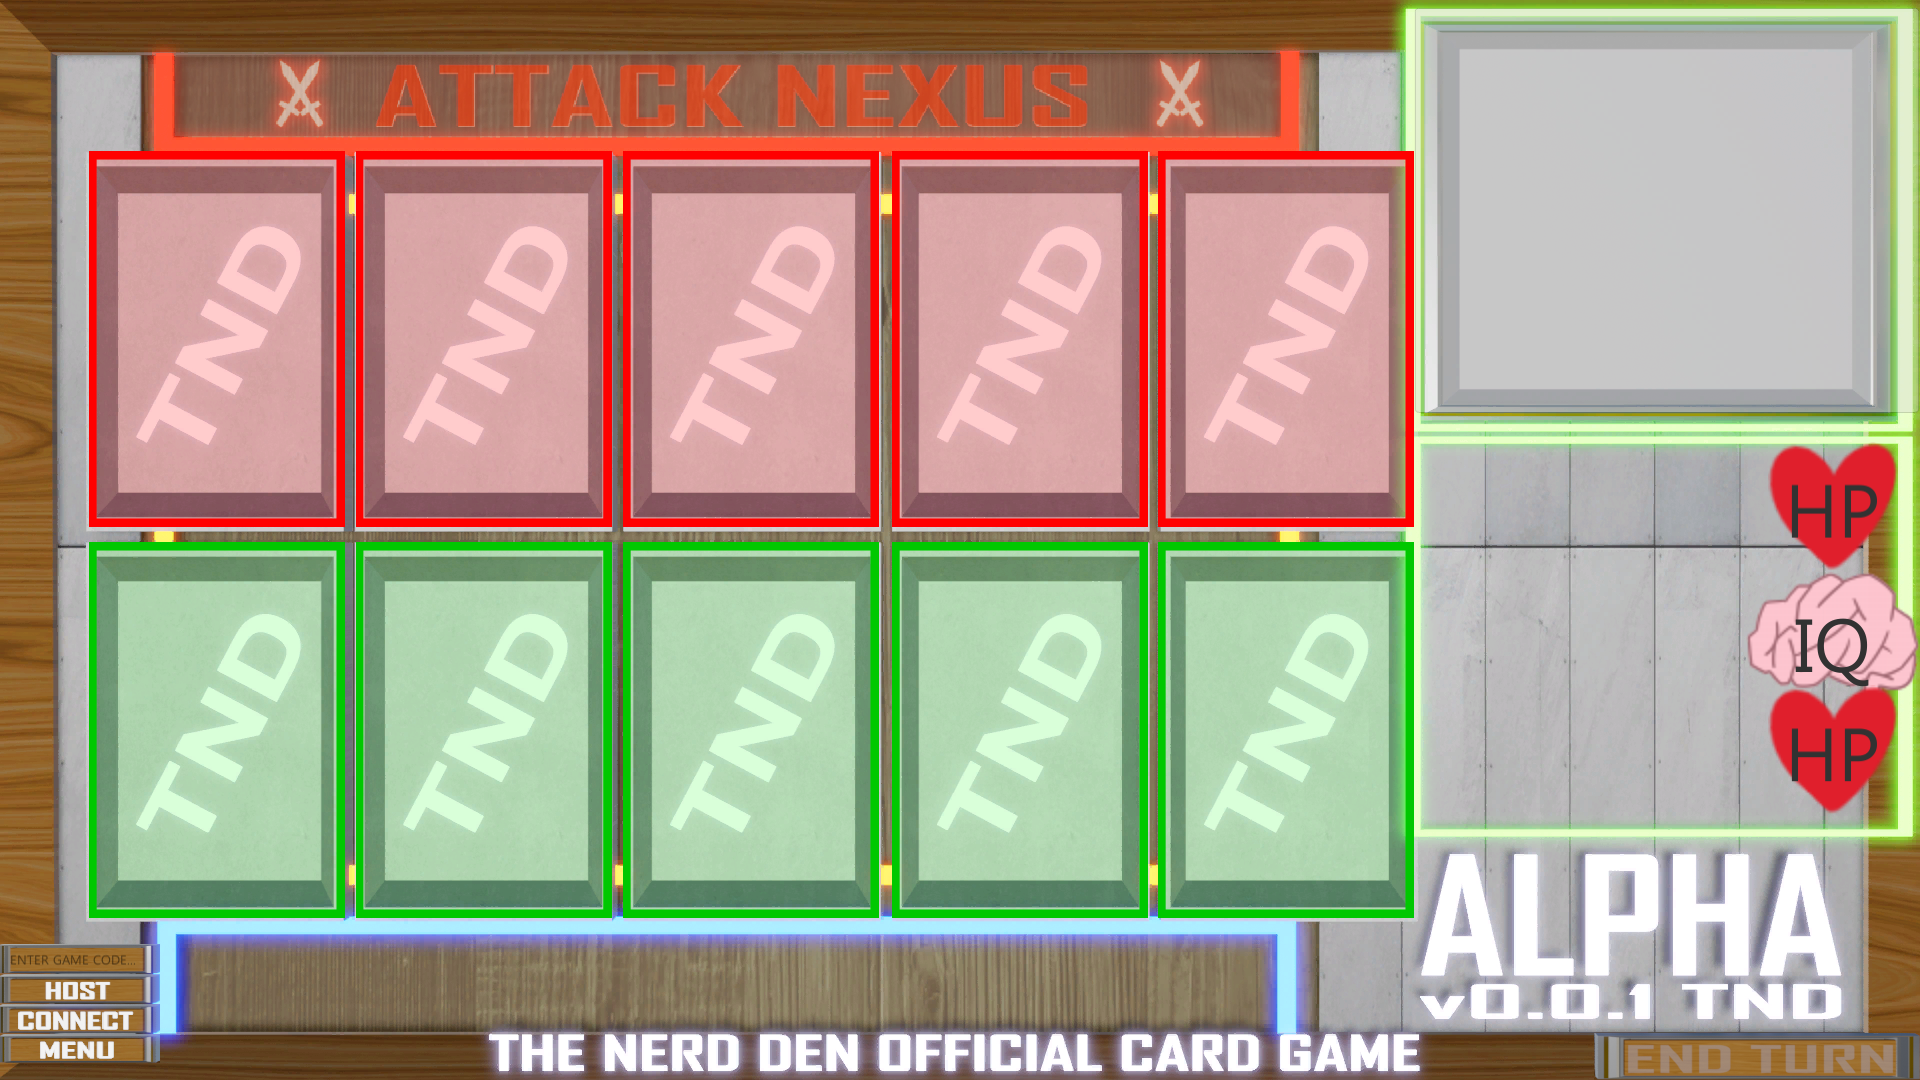 ATTACK NEXUS
TND TND TND TND TND
HP
TND TND TND TND TND
IQ
HP
ALPHA
v0.0.1 TND
ENTER GAME CODE...
HOST
CONNECT
MENU
THE NERD DEN OFFICIAL CARD GAME
END TURN